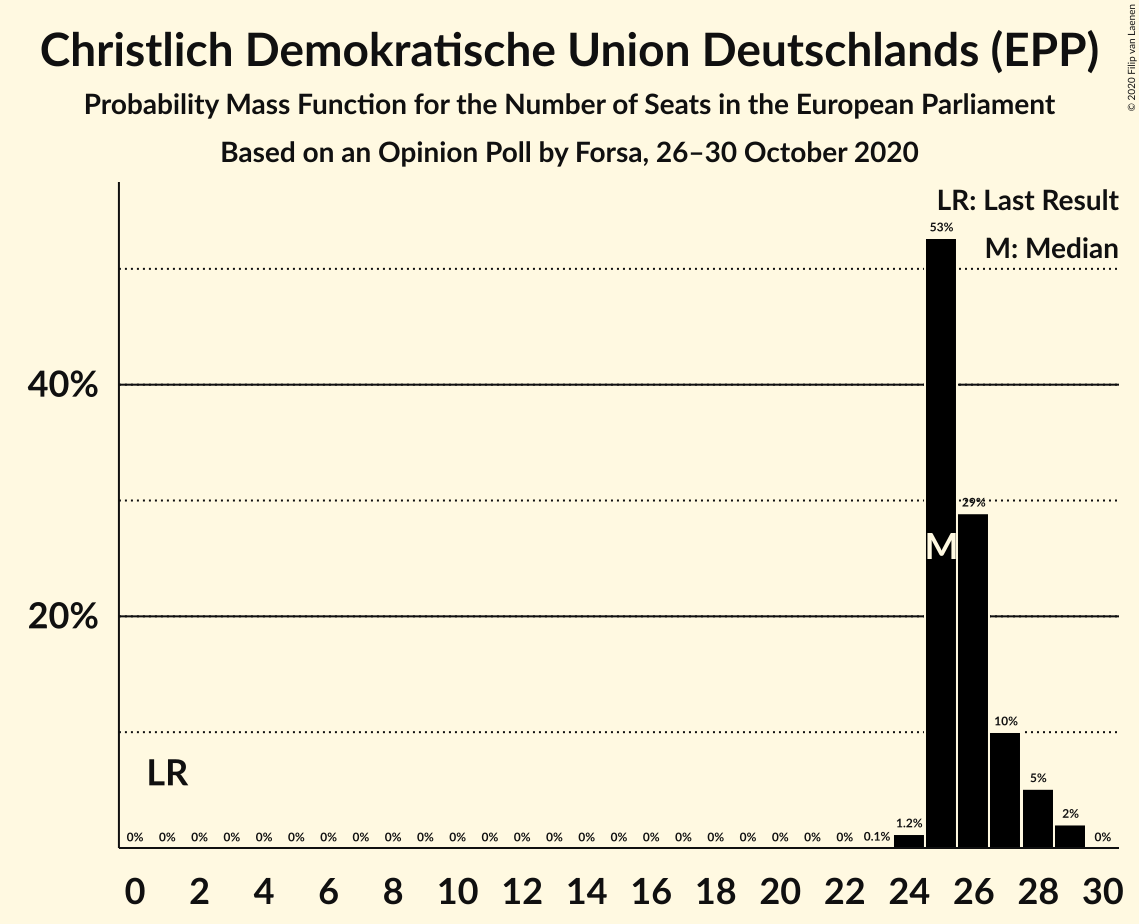 Christlich Demokratische Union Deutschlands (EPP)
Probability Mass Function for the Number of Seats in the European Parliament
Based on an Opinion Poll by Forsa, 26–30 October 2020
© 2020 Filip van Laenen
LR: Last Result
M: Median
53%
40%
29%
M
20%
10%
LR
5%
2%
1.2%
0% 0% 0% 0% 0% 0% 0% 0% 0% 0% 0% 0% 0% 0% 0% 0% 0% 0% 0% 0% 0% 0% 0% 0.1% 0%
0 2 4 6 8 10 12 14 16 18 20 22 24 26 28 30